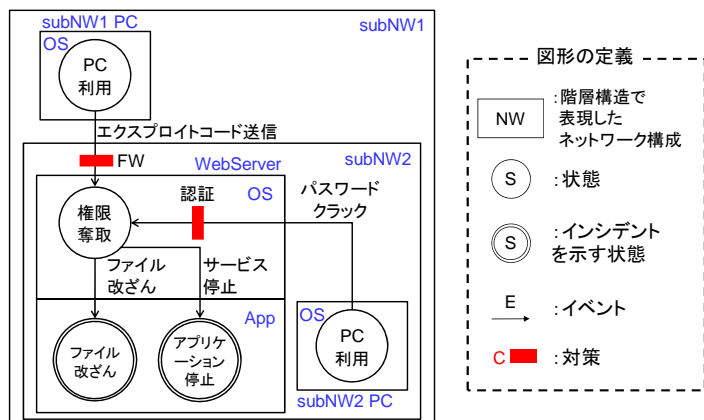 subNW1 PC
subNW1
OS
PC
利用
エクスプロイトコード送信
FW
subNW2
WebServer
OS
認証
パスワード
クラック
権限
奪取
ファイル
改ざん
サービス
停止
App
ファイル
改ざん
アプリケ
ーション
停止
OS
PC
利用
subNW2 PC
図形の定義
NW
:階層構造で
表現した
ネットワーク構成
S
:状態
S
:インシデント
を示す状態
E
:イベント
C
:対策